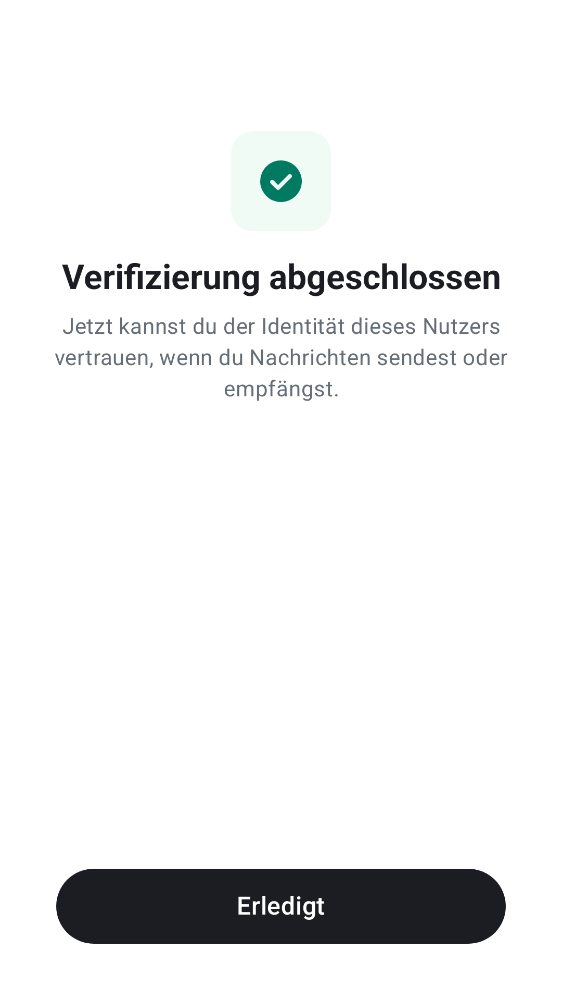 Verifizierung abgeschlossen
Jetzt kannst du der Identität dieses Nutzers
vertrauen, wenn du Nachrichten sendest oder
empfängst.
Erledigt